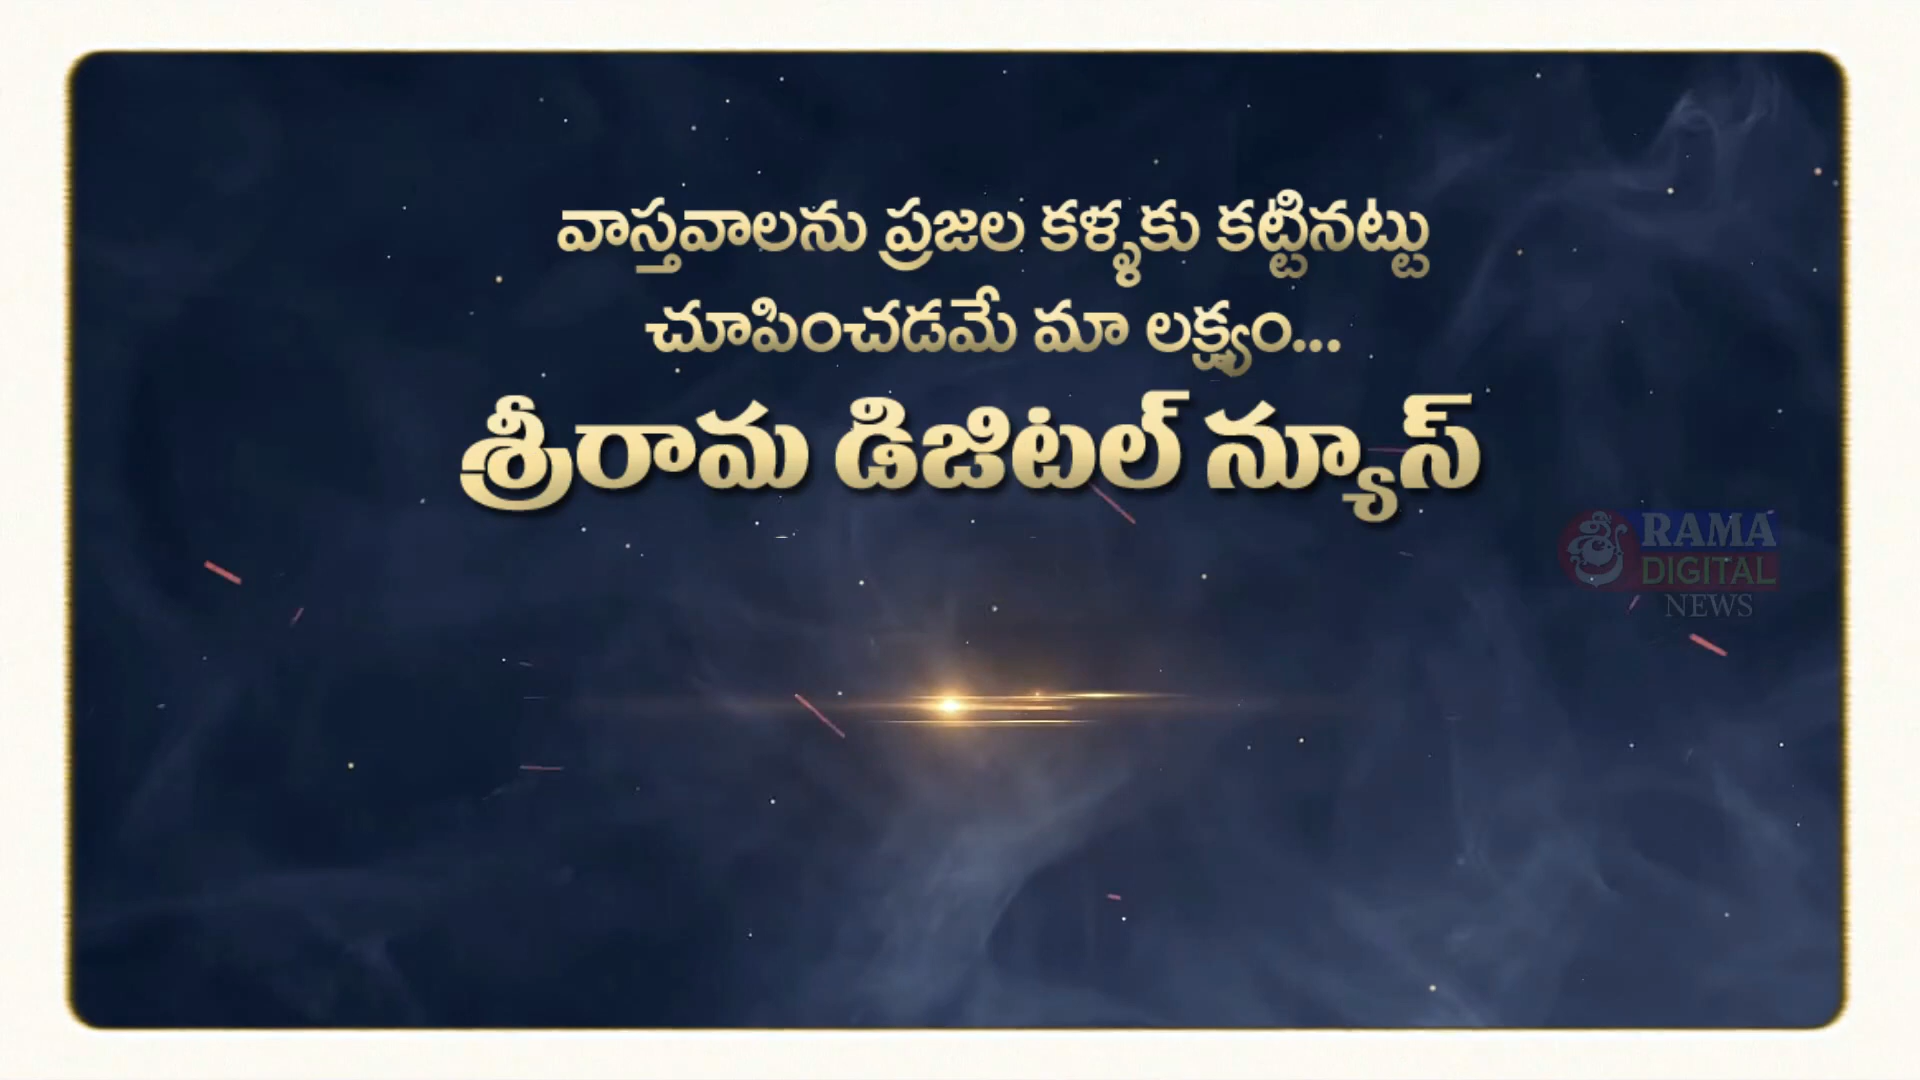 వాస్తవాలను ప్రజల కళ్ళకు కట్టినట్టు
చూపించడమే మా లక్ష్యం...
శ్రీరామ డిజిటల్ న్యూస్
శ్రీ RAMA
DIGITAL
NEWS